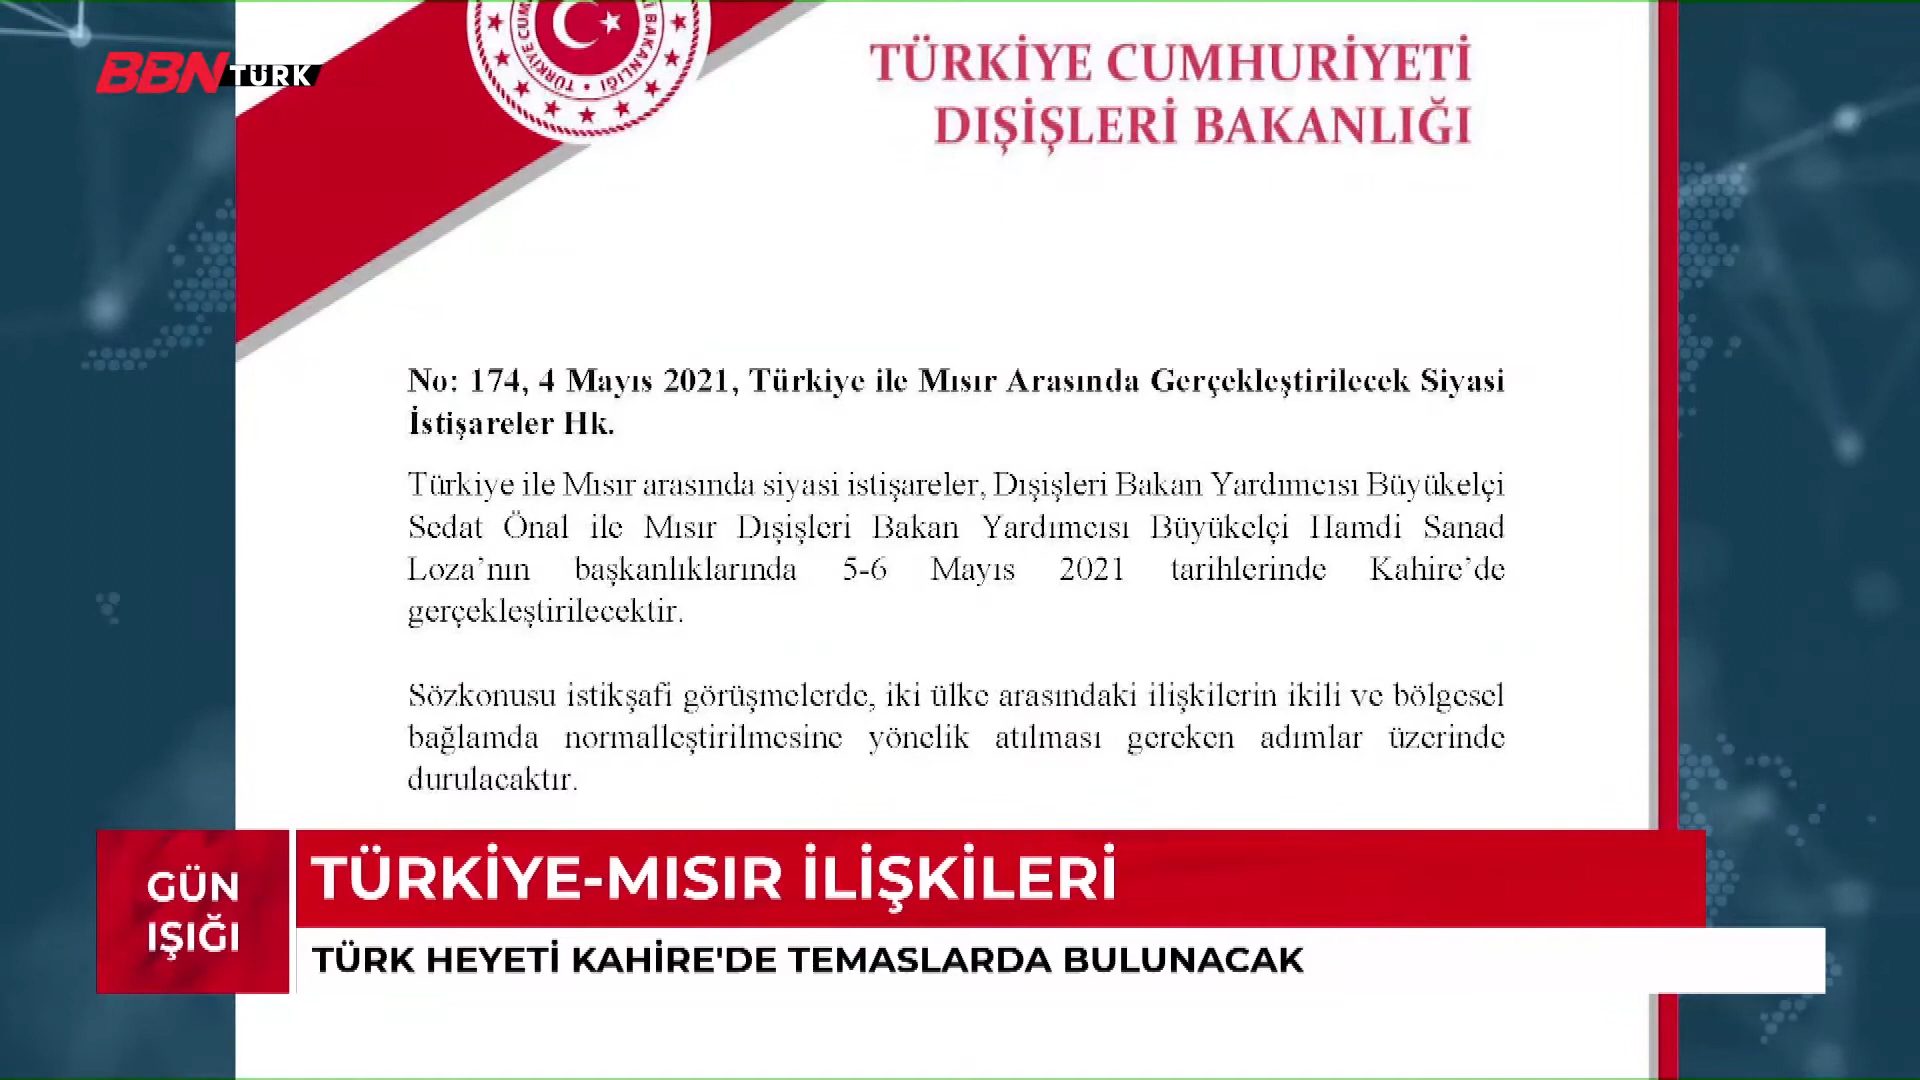 BBN TÜRK
TÜRKİYE CUM
İ BAKANLIĞI
TÜRKİYE CUMHURİYETİ
DIŞİŞLERİ BAKANLIĞI
No: 174, 4 Mayıs 2021, Türkiye ile Mısır Arasında Gerçekleştirilecek Siyasi
İstişareler Hk.
Türkiye ile Mısır arasında siyasi istişareler, Dışişleri Bakan Yardımcısı Büyükelçi
Sedat Önal ile Mısır Dışişleri Bakan Yardımcısı Büyükelçi Hamdi Sanad
Loza'nın başkanlıklarında 5-6 Mayıs 2021 tarihlerinde Kahire'de
gerçekleştirilecektir.
Sözkonusu istikşafi görüşmelerde, iki ülke arasındaki ilişkilerin ikili ve bölgesel
bağlamda normalleştirilmesine yönelik atılması gereken adımlar üzerinde
durulacaktır.
GÜN
IŞIĞI
TÜRKİYE-MISIR İLİŞKİLERİ
TÜRK HEYETİ KAHİRE'DE TEMASLARDA BULUNACAK